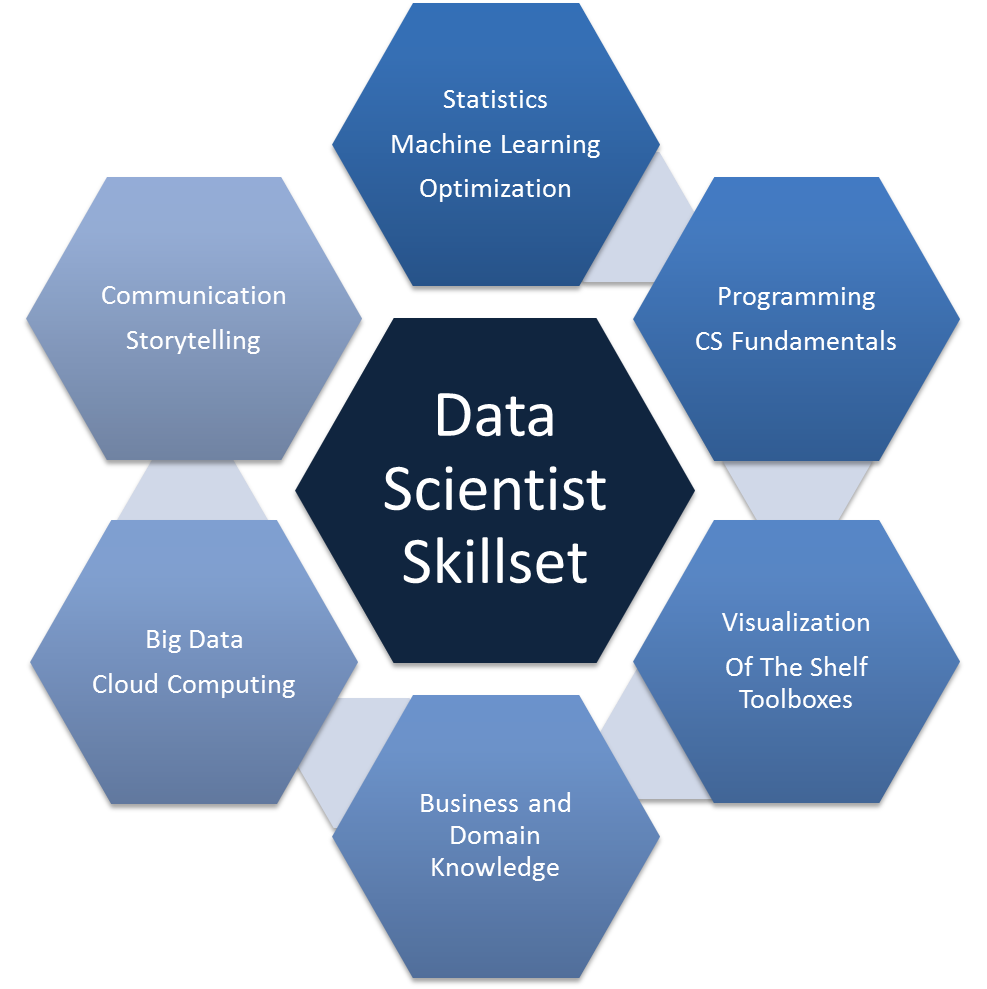 Statistics
Machine Learning
Optimization
Programming
CS Fundamentals
Visualization
Of The Shelf
Toolboxes
Business and
Domain
Knowledge
Big Data
Cloud Computing
Communication
Storytelling
Data
Scientist
Skillset